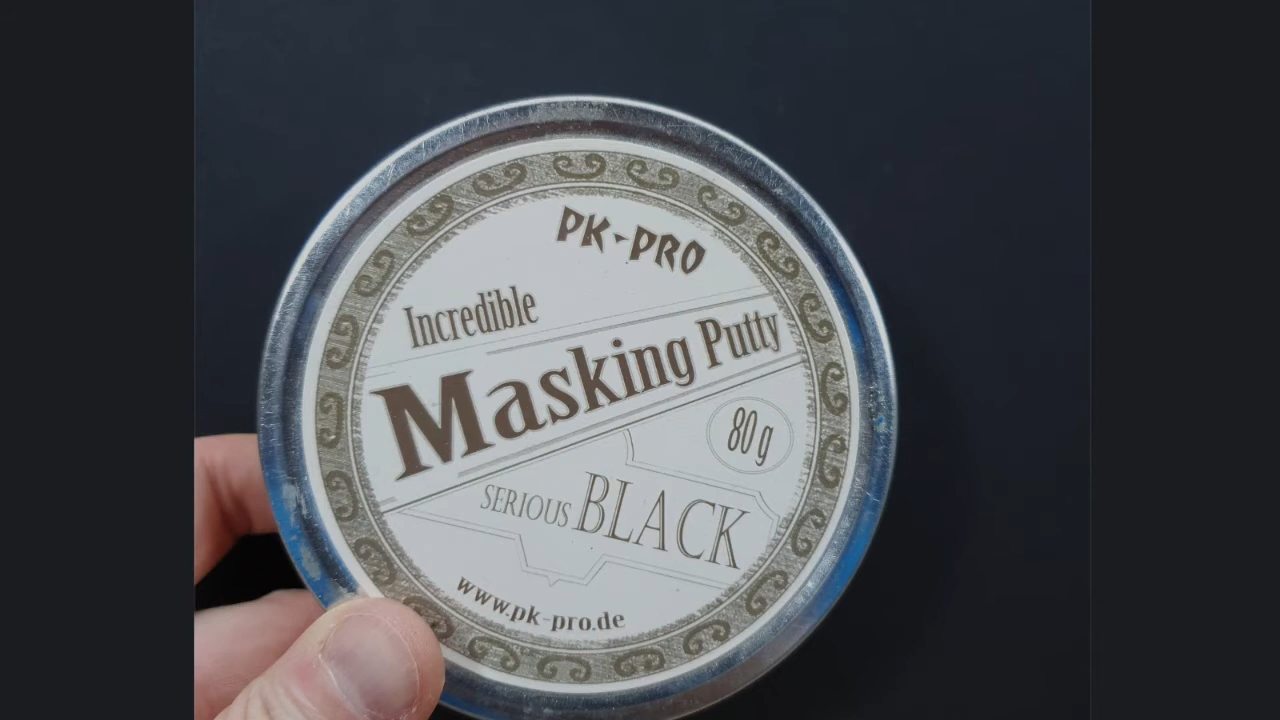 PK-PRO
Incredible
Masking Putty
80 g
SERIOUS BLACK
www.pk-pro.de